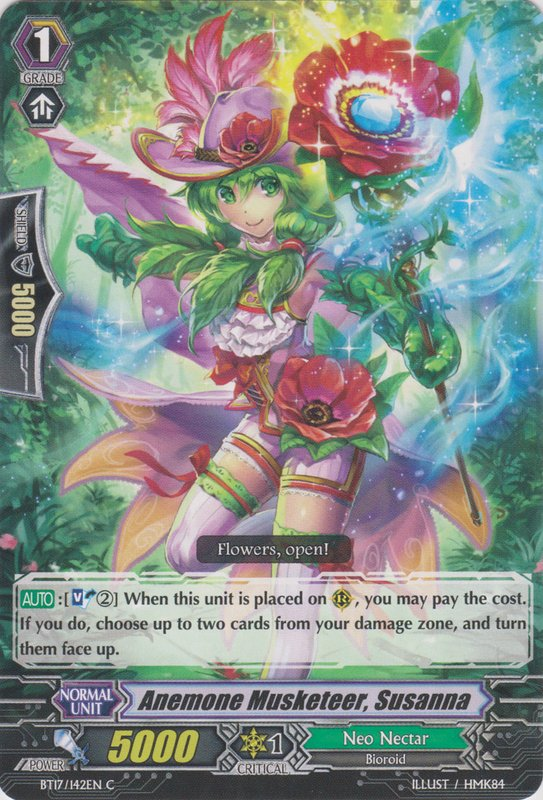 1
GRADE
SHIELD
5000
Flowers, open!
AUTO :[V ②] When this unit is placed on R , you may pay the cost.
If you do, choose up to two cards from your damage zone, and turn
them face up.
NORMAL
UNIT
Anemone Musketeer, Susanna
POWER
5000
1
CRITICAL
Neo Nectar
Bioroid
BT17/142EN C
ILLUST / HMK84